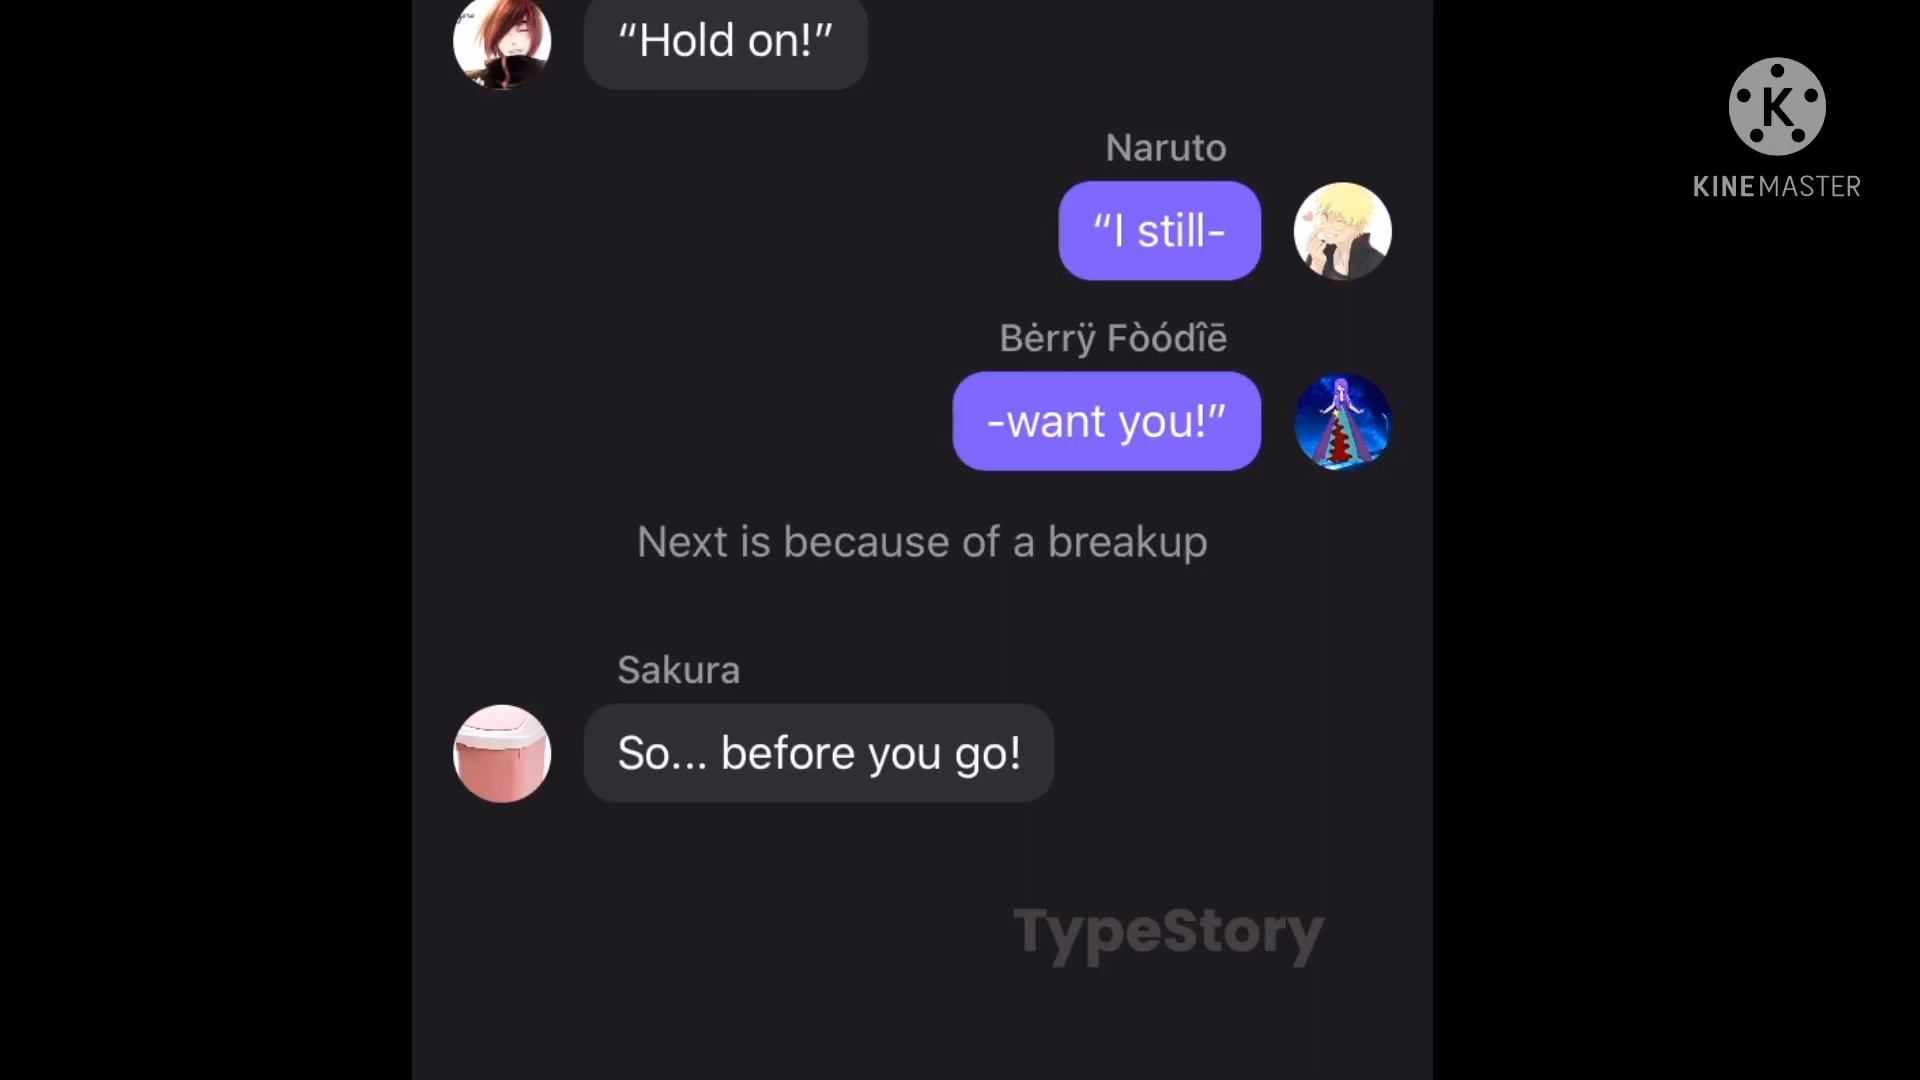 “Hold on!”
Naruto
“I still-
Bėrrÿ Fòódîē
-want you!”
Next is because of a breakup
Sakura
So... before you go!
TypeStory
K
KINEMASTER